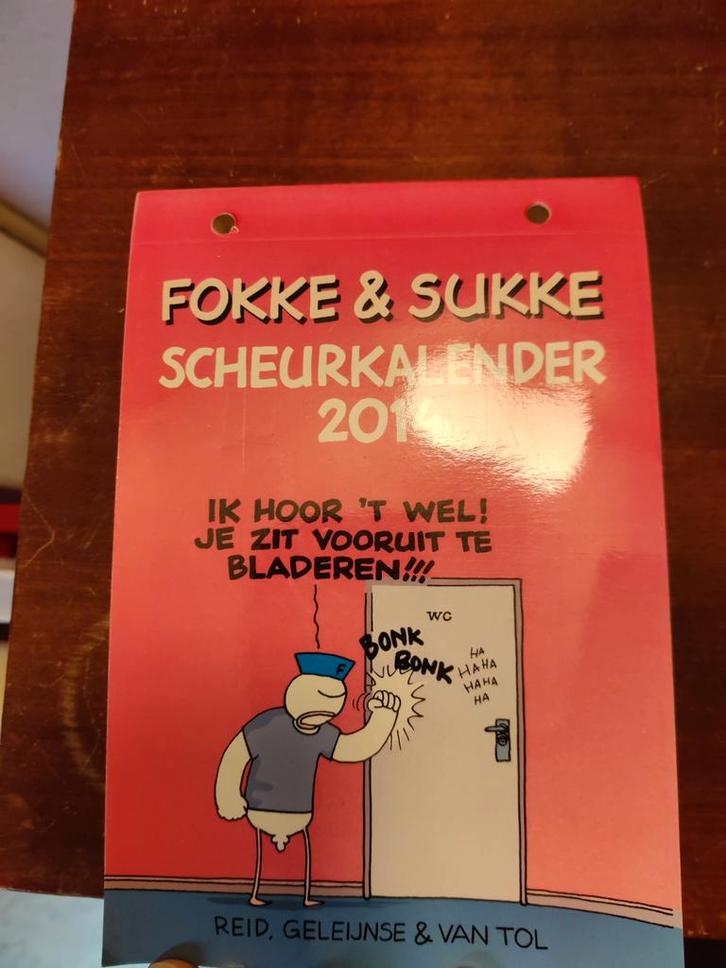 FOKKE & SUKKE
SCHEURKALENDER
201
IK HOOR 'T WEL!
JE ZIT VOORUIT TE
BLADEREN!!!
WC
BONK
BONK
HA
HAHA
HAHA
HA
F
REID, GELEIJNSE & VAN TOL